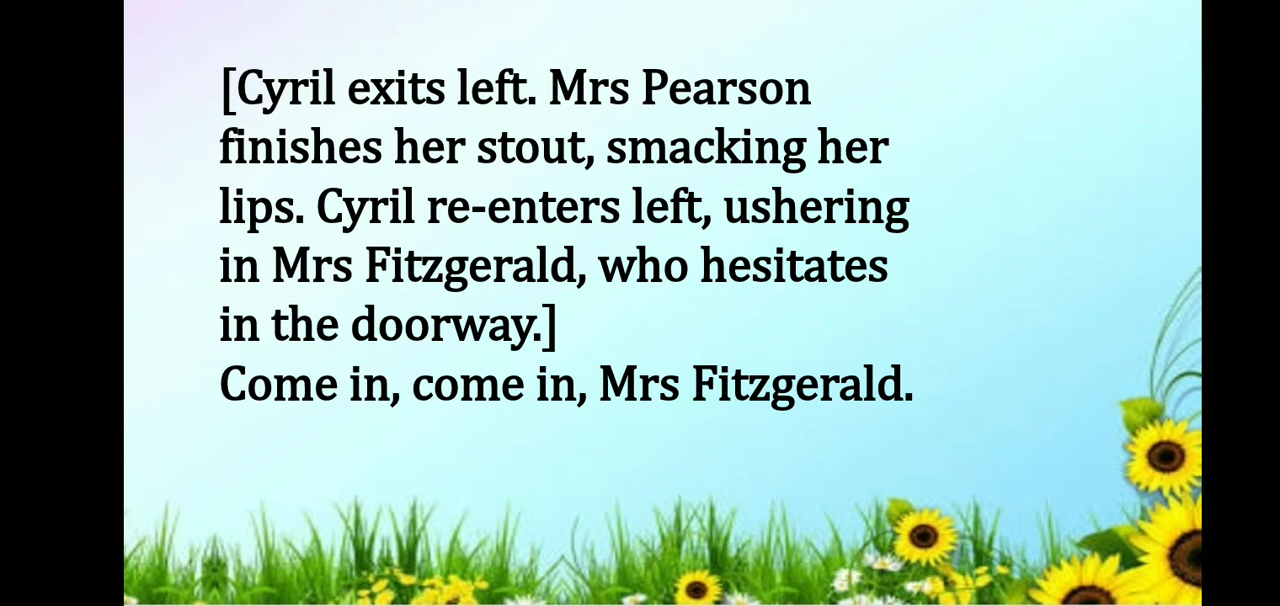 [Cyril exits left. Mrs Pearson
finishes her stout, smacking her
lips. Cyril re-enters left, ushering
in Mrs Fitzgerald, who hesitates
in the doorway.]
Come in, come in, Mrs Fitzgerald.